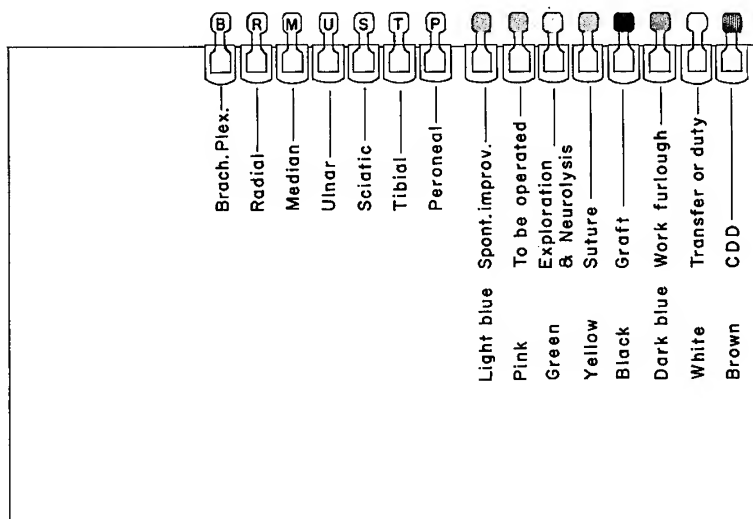 B R M U S T P
Brach. Plex.
Radial
Median
Ulnar
Sciatic
Tibial
Peroneal
Light blue Spont. improv.
Pink To be operated
Green Exploration
& Neurolysis
Yellow Suture
Black Graft
Dark blue Work furlough
White Transfer or duty
Brown CDD